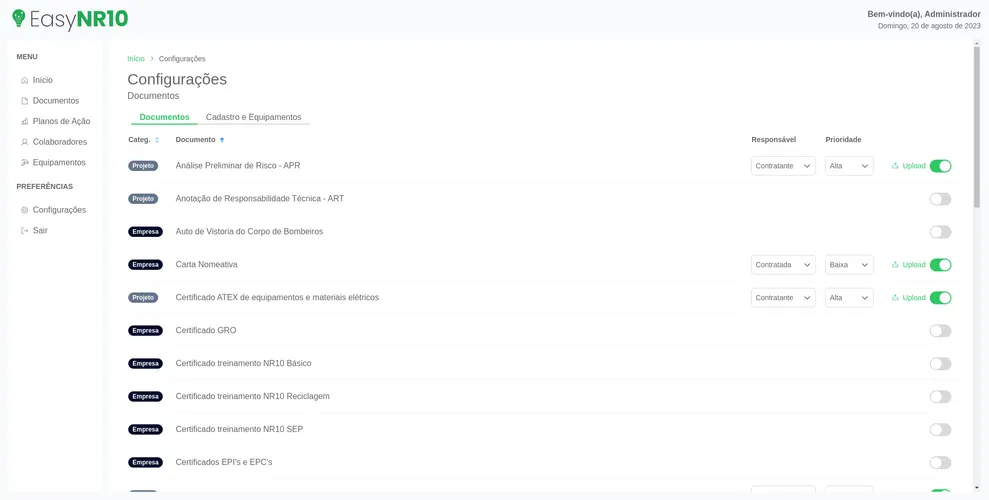 EasyNR10
Bem-vindo(a), Administrador
Domingo, 20 de agosto de 2023
MENU
Início
Documentos
Planos de Ação
Colaboradores
Equipamentos
PREFERÊNCIAS
Configurações
Sair
Início > Configurações
Configurações
Documentos
Documentos Cadastro e Equipamentos
Categ. Documento Responsável Prioridade
Projeto Análise Preliminar de Risco - APR Contratante Alta Upload
Projeto Anotação de Responsabilidade Técnica - ART
Empresa Auto de Vistoria do Corpo de Bombeiros
Empresa Carta Nomeativa Contratada Baixa Upload
Projeto Certificado ATEX de equipamentos e materiais elétricos Contratante Alta Upload
Empresa Certificado GRO
Empresa Certificado treinamento NR10 Básico
Empresa Certificado treinamento NR10 Reciclagem
Empresa Certificado treinamento NR10 SEP
Empresa Certificados EPI's e EPC's